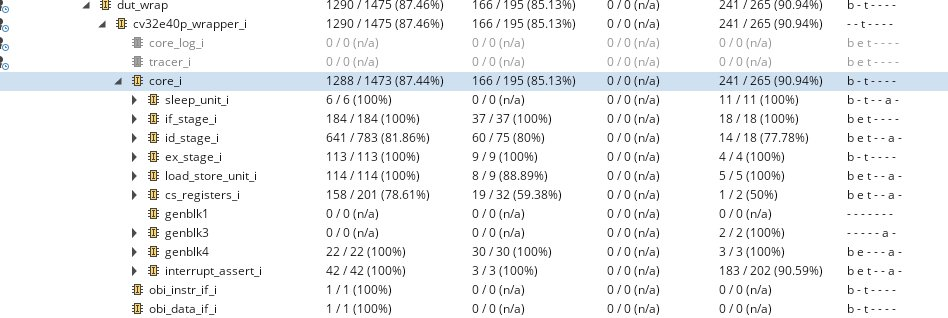 dut_wrap 1290 / 1475 (87.46%) 166 / 195 (85.13%) 0 / 0 (n/a) 241 / 265 (90.94%) b - t - - - -
cv32e40p_wrapper_i 1290 / 1475 (87.46%) 166 / 195 (85.13%) 0 / 0 (n/a) 241 / 265 (90.94%) - - t - - - -
core_log_i 0 / 0 (n/a) 0 / 0 (n/a) 0 / 0 (n/a) 0 / 0 (n/a) b e t - - - -
tracer_i 0 / 0 (n/a) 0 / 0 (n/a) 0 / 0 (n/a) 0 / 0 (n/a) b e t - - - -
core_i 1288 / 1473 (87.44%) 166 / 195 (85.13%) 0 / 0 (n/a) 241 / 265 (90.94%) b - t - - - -
sleep_unit_i 6 / 6 (100%) 0 / 0 (n/a) 0 / 0 (n/a) 11 / 11 (100%) b - t - - a -
if_stage_i 184 / 184 (100%) 37 / 37 (100%) 0 / 0 (n/a) 18 / 18 (100%) b e t - - - -
id_stage_i 641 / 783 (81.86%) 60 / 75 (80%) 0 / 0 (n/a) 14 / 18 (77.78%) b e t - - a -
ex_stage_i 113 / 113 (100%) 9 / 9 (100%) 0 / 0 (n/a) 4 / 4 (100%) b - t - - - -
load_store_unit_i 114 / 114 (100%) 8 / 9 (88.89%) 0 / 0 (n/a) 5 / 5 (100%) b e t - - a -
cs_registers_i 158 / 201 (78.61%) 19 / 32 (59.38%) 0 / 0 (n/a) 1 / 2 (50%) b e t - - a -
genblk1 0 / 0 (n/a) 0 / 0 (n/a) 0 / 0 (n/a) 0 / 0 (n/a) - - - - - - -
genblk3 0 / 0 (n/a) 0 / 0 (n/a) 0 / 0 (n/a) 2 / 2 (100%) - - - - - a -
genblk4 22 / 22 (100%) 30 / 30 (100%) 0 / 0 (n/a) 3 / 3 (100%) b e - - - a -
interrupt_assert_i 42 / 42 (100%) 3 / 3 (100%) 0 / 0 (n/a) 183 / 202 (90.59%) b e t - - a -
obi_instr_if_i 1 / 1 (100%) 0 / 0 (n/a) 0 / 0 (n/a) 0 / 0 (n/a) b - t - - - -
obi_data_if_i 1 / 1 (100%) 0 / 0 (n/a) 0 / 0 (n/a) 0 / 0 (n/a) b - t - - - -